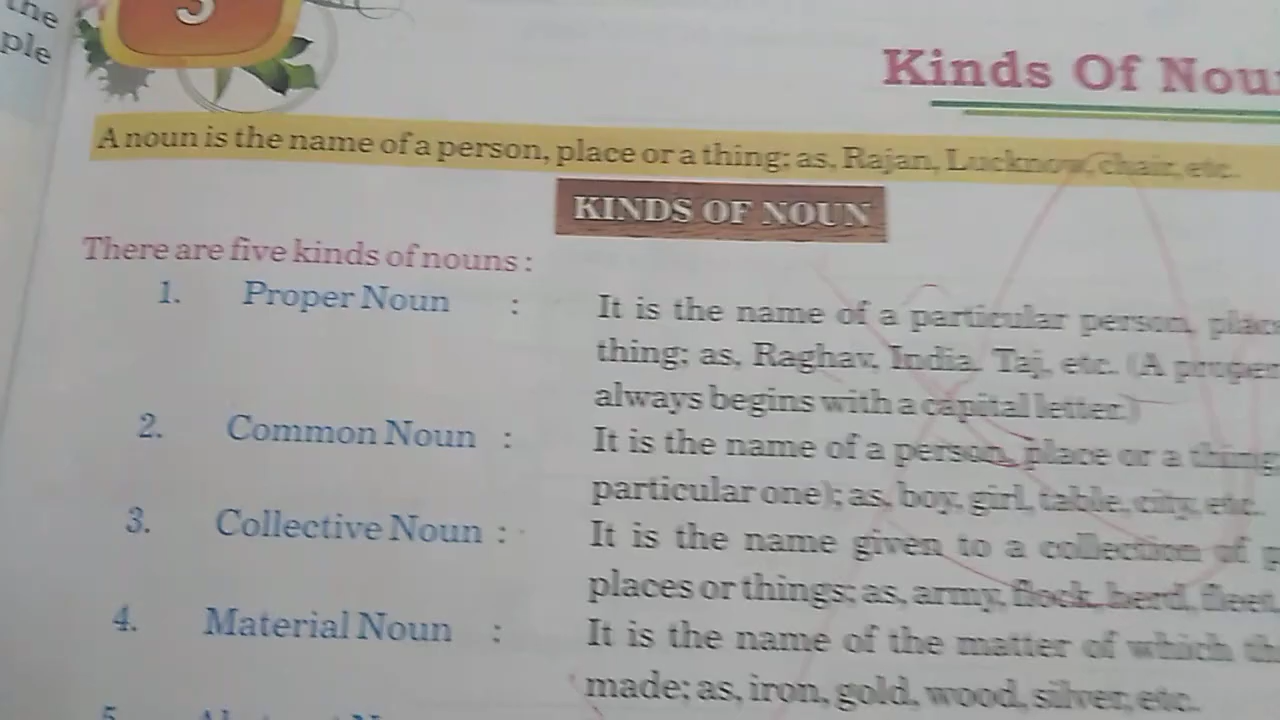 the
ple
3
Kinds Of Nou
A noun is the name of a person, place or a thing; as, Rajan, Lucknow, chair, etc.
KINDS OF NOUN
There are five kinds of nouns :
1. Proper Noun : It is the name of a particular person, plac
thing; as, Raghav, India, Taj, etc. (A proper
always begins with a capital letter.)
2. Common Noun : It is the name of a person, place or a thing
particular one); as, boy, girl, table, city, etc.
3. Collective Noun : It is the name given to a collection of
places or things; as, army, flock, herd, fleet,
4. Material Noun : It is the name of the matter of which th
made; as, iron, gold, wood, silver, etc.
5.